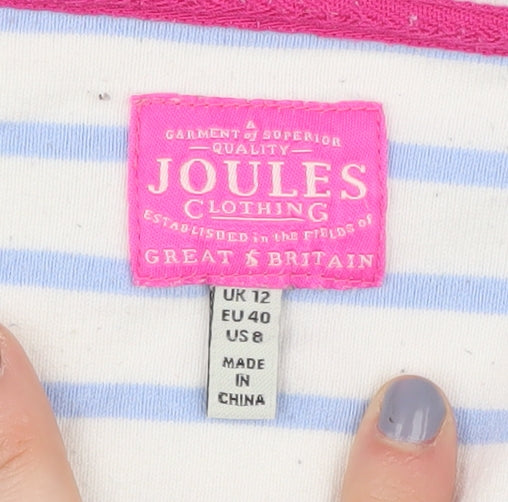 A
GARMENT of SUPERIOR
QUALITY
JOULES
CLOTHING
ESTABLISHED in the FIELDS OF
GREAT BRITAIN
UK 12
EU 40
US 8
MADE
IN
CHINA